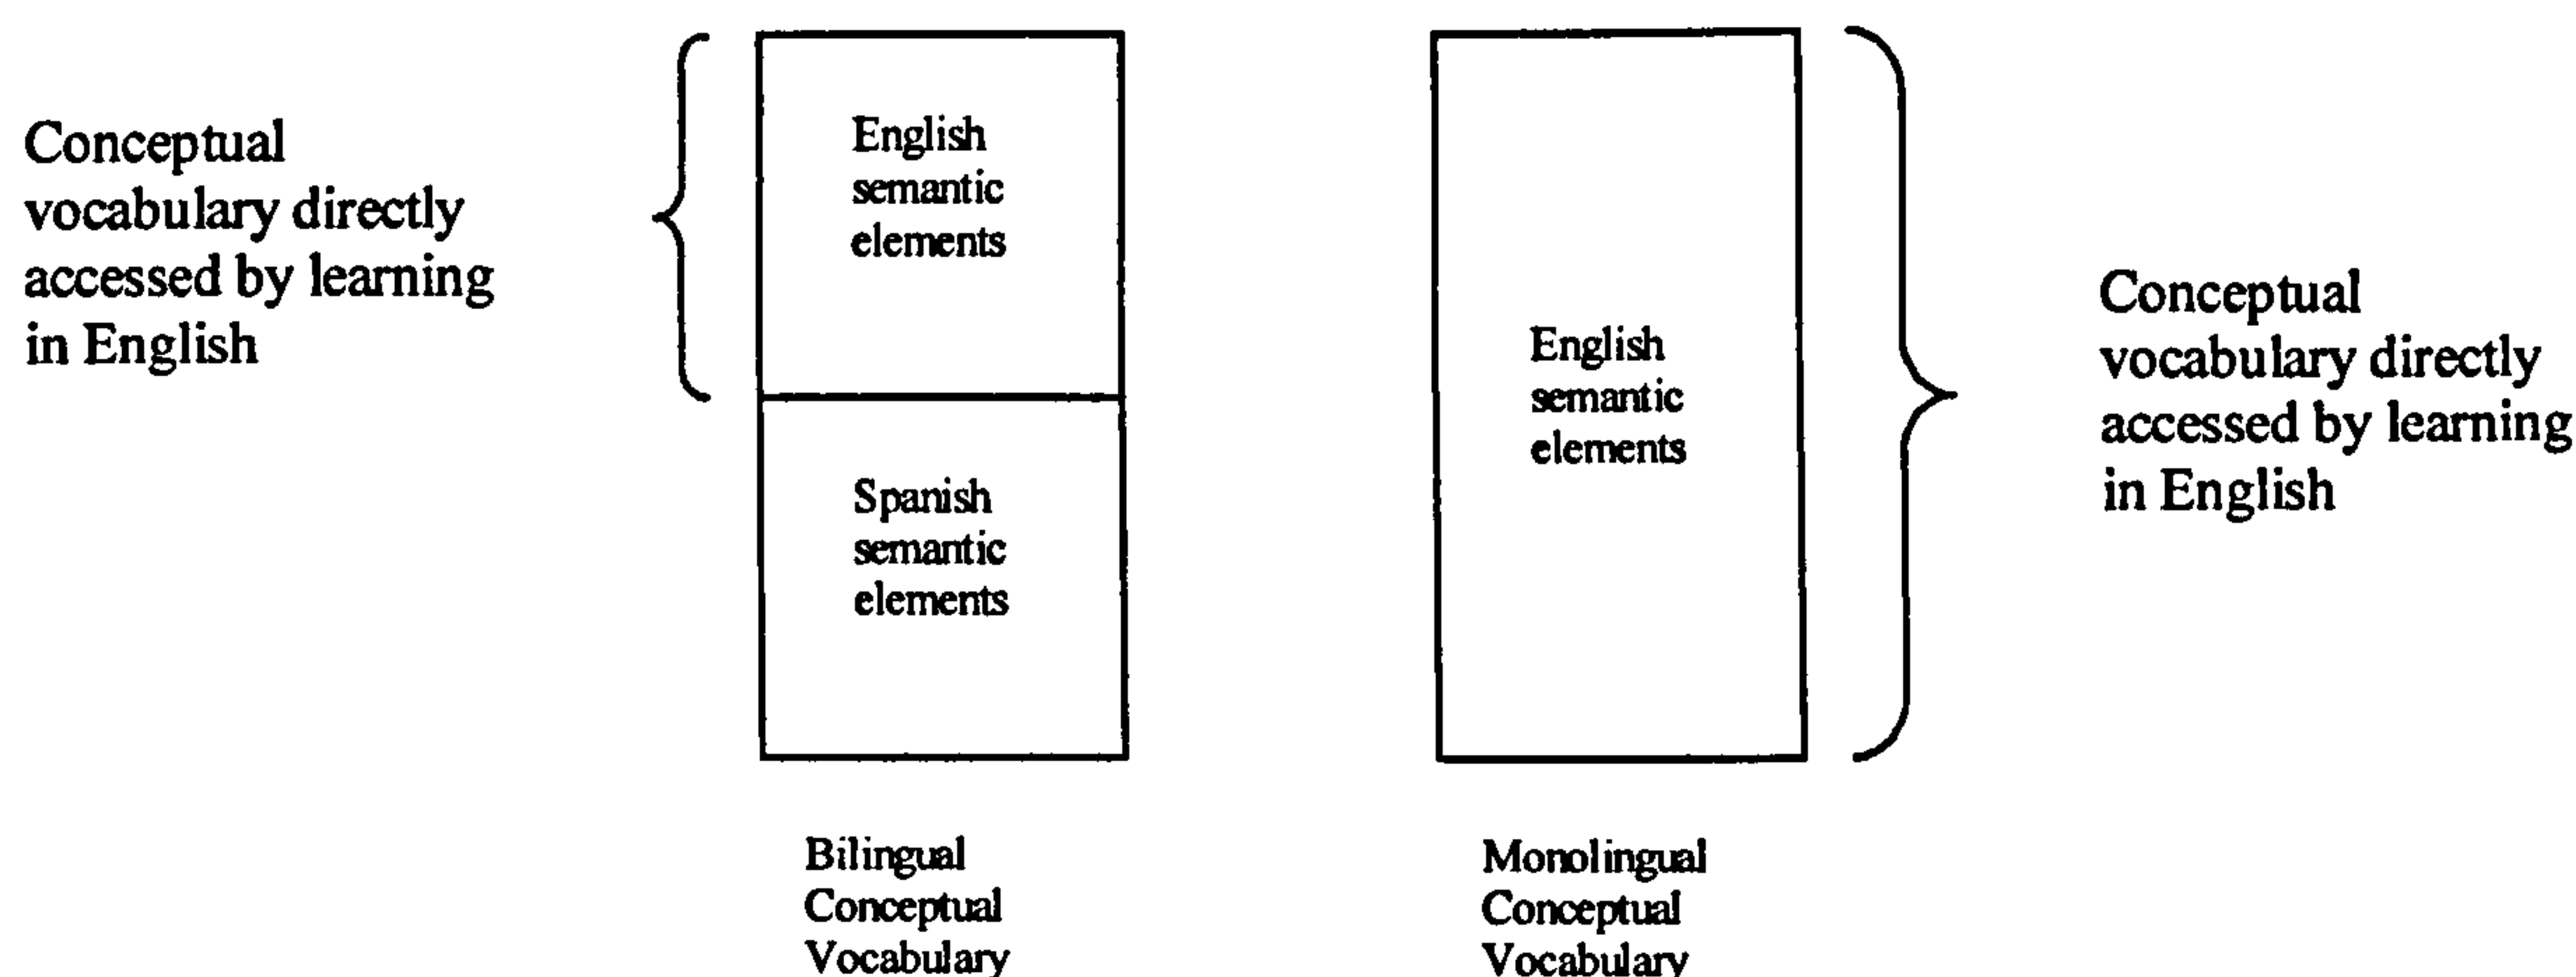 Conceptual
vocabulary directly
accessed by learning
in English
English
semantic
elements
Spanish
semantic
elements
Bilingual
Conceptual
Vocabulary
English
semantic
elements
Monolingual
Conceptual
Vocabulary
Conceptual
vocabulary directly
accessed by learning
in English